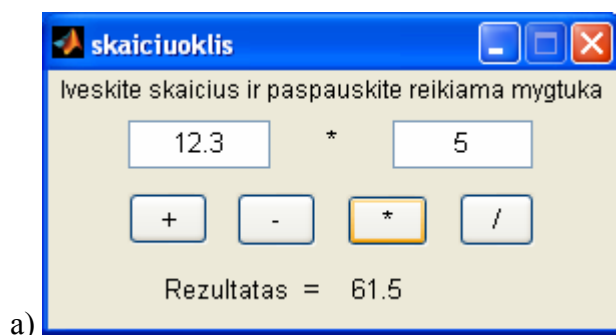 skaiciuoklis
Iveskite skaicius ir paspauskite reikiama mygtuka
12.3 * 5
+ - * /
Rezultatas = 61.5
a)